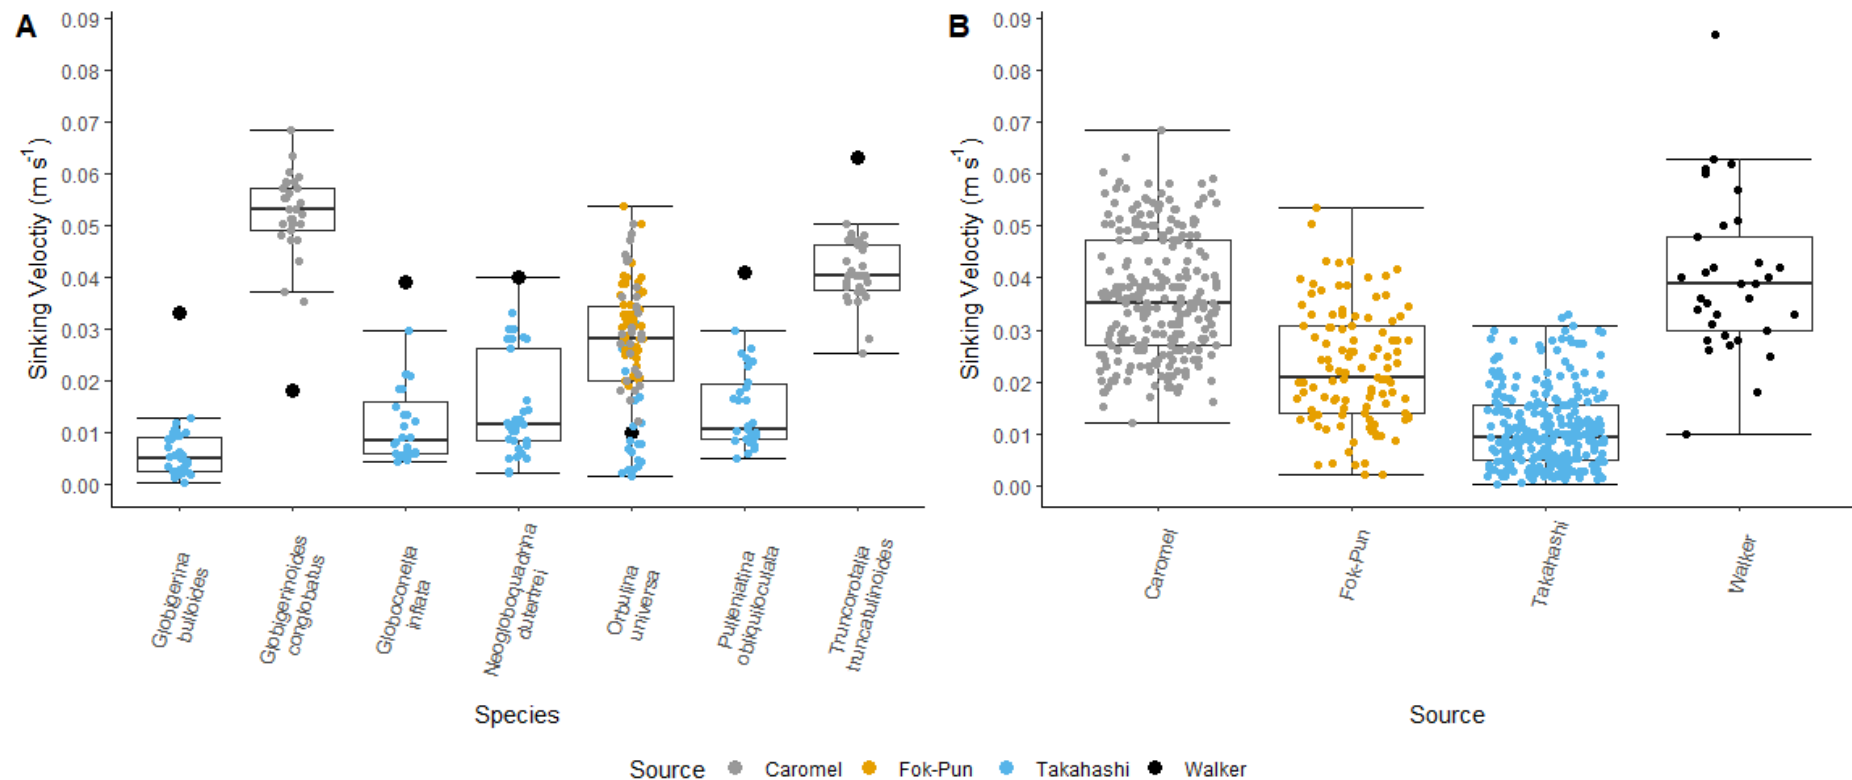 A
B
0.09
0.08
0.07
0.06
0.05
0.04
0.03
0.02
0.01
0.00
Sinking Veloctiy (m s-1)
Globigerina
bulloides
Globigerinoides
conglobatus
Globoconella
inflata
Neogloboquadrina
dutertrei
Orbulina
universa
Pulleniatina
obliquiloculata
Truncorotalia
truncatulinoides
Species
0.09
0.08
0.07
0.06
0.05
0.04
0.03
0.02
0.01
0.00
Sinking Veloctiy (m s-1)
Caromel
Fok-Pun
Takahashi
Walker
Source
Source Caromel Fok-Pun Takahashi Walker